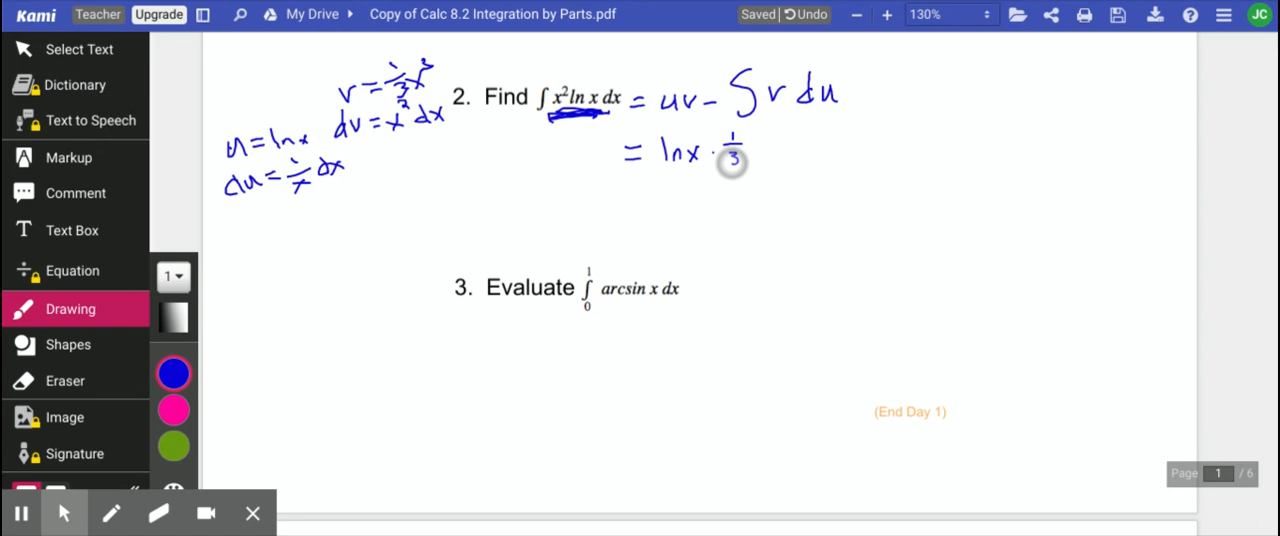 Kami Teacher Upgrade My Drive Copy of Calc 8.2 Integration by Parts.pdf Saved Undo 130% JC
Select Text
Dictionary
Text to Speech
Markup
Comment
Text Box
Equation
Drawing
Shapes
Eraser
Image
Signature
1
v = 1/3 x³
u = ln x dv = x² dx
du = 1/x dx
2. Find ∫ x² ln x dx = uv - ∫ v du
= ln x · 1/3
3. Evaluate ∫₀¹ arcsin x dx
(End Day 1)
Page 1 / 6